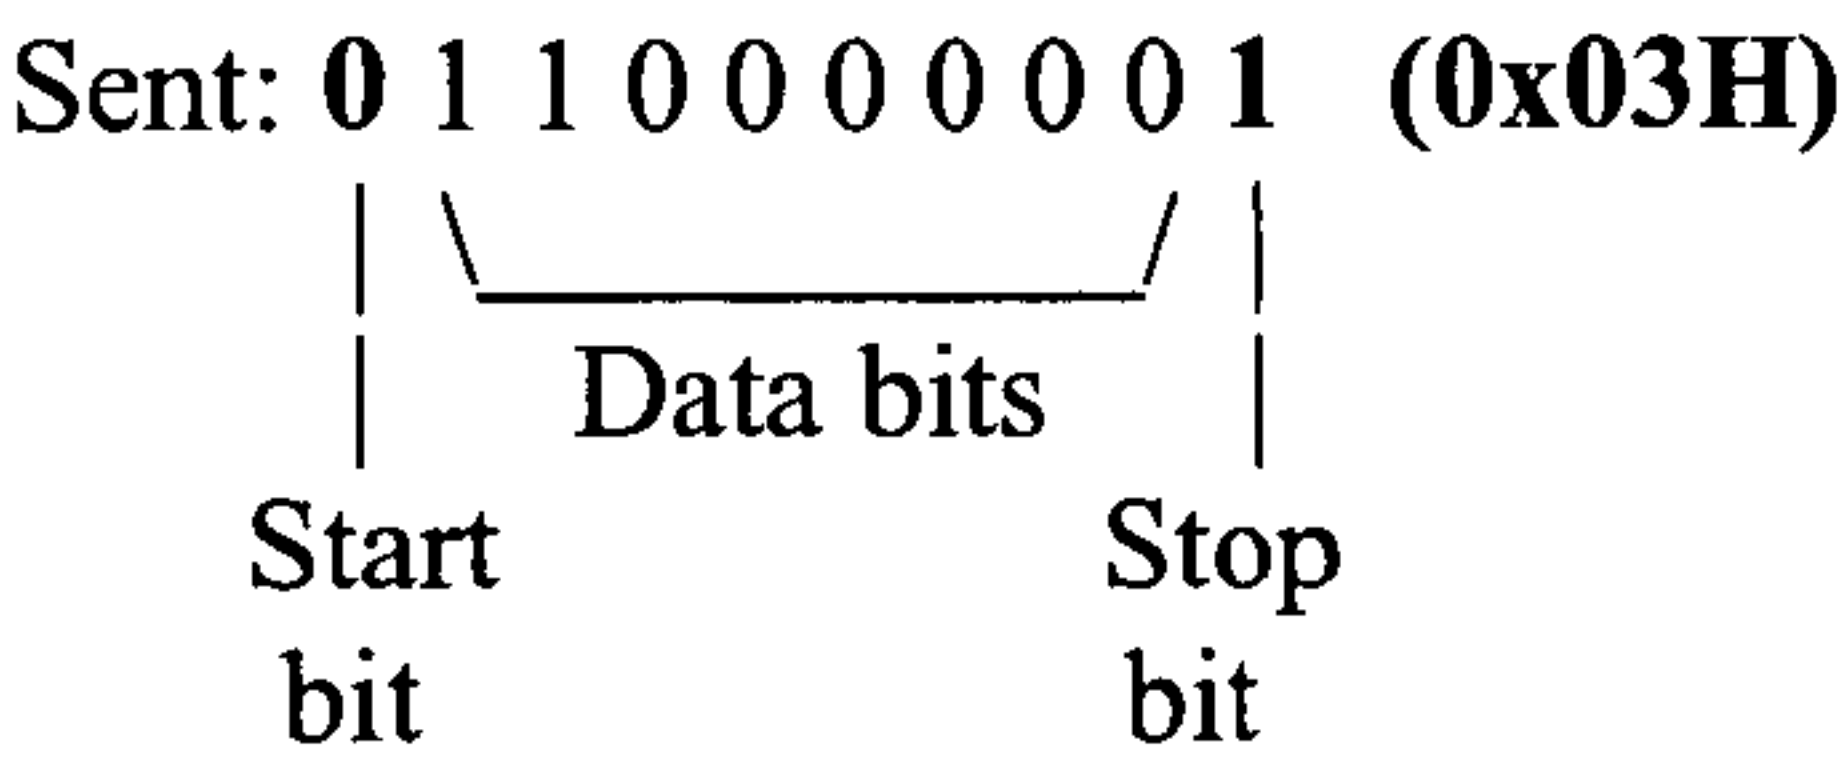 Sent: 0 1 1 0 0 0 0 0 0 1 (0x03H)
Data bits
Start bit
Stop bit